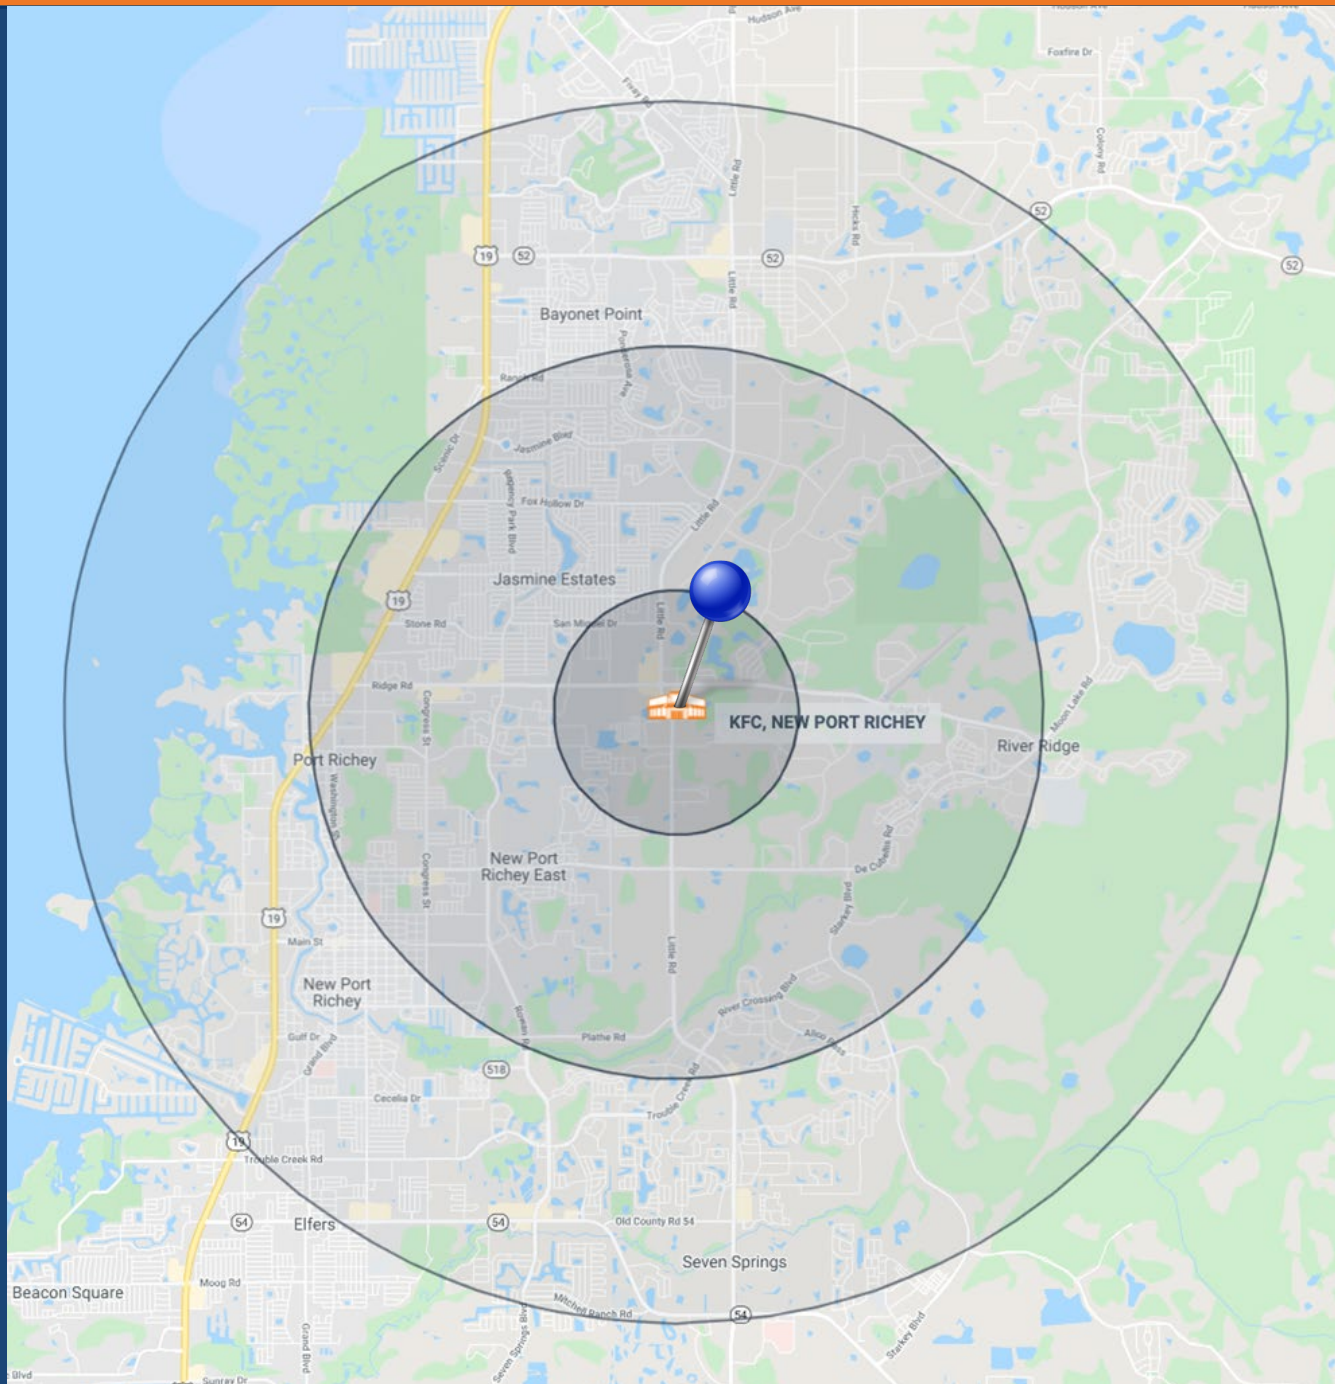 Hudson Ave
Foxfire Dr
Fivay Rd
Colony Rd
Little Rd
Hicks Rd
52
19
52
52
52
Little Rd
Bayonet Point
Ponderosa Ave
Ranch Rd
Jasmine Blvd
Scenic Dr
Regency Park Blvd
Fox Hollow Dr
Little Rd
Jasmine Estates
19
Stone Rd
San Miguel Dr
Little Rd
Ridge Rd
Congress St
Moon Lake Rd
KFC, NEW PORT RICHEY
River Ridge
Port Richey
Washington St
New Port
Richey East
De Cubellis Rd
Congress St
Starkey Blvd
19
Main St
Little Rd
New Port
Richey
River Crossing Blvd
Rowan Rd
Gulf Dr
Grand Blvd
Plathe Rd
Alico Pass
518
Cecelia Dr
Trouble Creek Rd
19
Trouble Creek Rd
54
Elfers
54
Old County Rd 54
Seven Springs
Moog Rd
Beacon Square
Mitchell Ranch Rd
54
Seven Springs Blvd
Grand Blvd
Starkey Blvd
Blvd
Sunray Dr